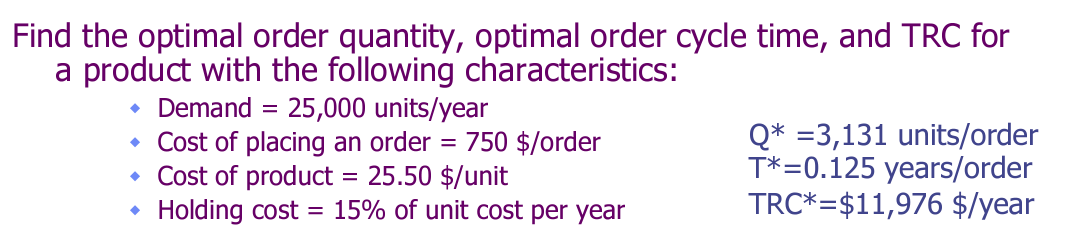 Find the optimal order quantity, optimal order cycle time, and TRC for
a product with the following characteristics:
Demand = 25,000 units/year
Cost of placing an order = 750 $/order
Cost of product = 25.50 $/unit
Holding cost = 15% of unit cost per year
Q* =3,131 units/order
T*=0.125 years/order
TRC*=$11,976 $/year